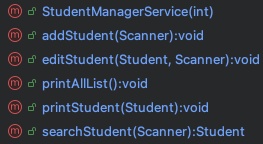 StudentManagerService(int)
addStudent(Scanner):void
editStudent(Student, Scanner):void
printAllList():void
printStudent(Student):void
searchStudent(Scanner):Student